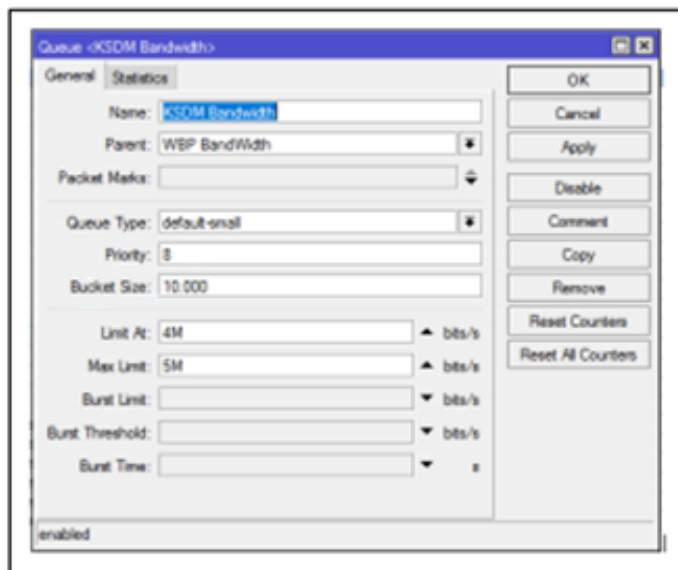 Queue <KSDM Bandwidth>
General Statistics
Name: KSDM Bandwidth
Parent: WBP BandWidth
Packet Marks:
Queue Type: default-small
Priority: 8
Bucket Size: 10.000
Limit At: 4M bits/s
Max Limit: 5M bits/s
Burst Limit: bits/s
Burst Threshold: bits/s
Burst Time: s
OK
Cancel
Apply
Disable
Comment
Copy
Remove
Reset Counters
Reset All Counters
enabled